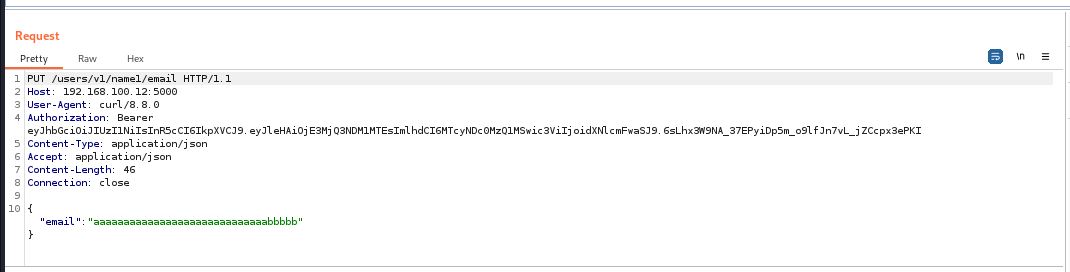 Request
Pretty Raw Hex \n
1 PUT /users/v1/name1/email HTTP/1.1
2 Host: 192.168.100.12:5000
3 User-Agent: curl/8.8.0
4 Authorization: Bearer
eyJhbGciOiJIUzI1NiIsInR5cCI6IkpXVCJ9.eyJleHAiOjE3MjQ3NDM1MTEsImlhdCI6MTcyNDc0MzQ1MSwic3ViIjoidXNlcmFwaSJ9.6sLhx3W9NA_37EPyiDp5m_o9lfJn7vL_jZCcpx3ePKI
5 Content-Type: application/json
6 Accept: application/json
7 Content-Length: 46
8 Connection: close
9
10 {
"email":"aaaaaaaaaaaaaaaaaaaaaaaaaaaaabbbbb"
}